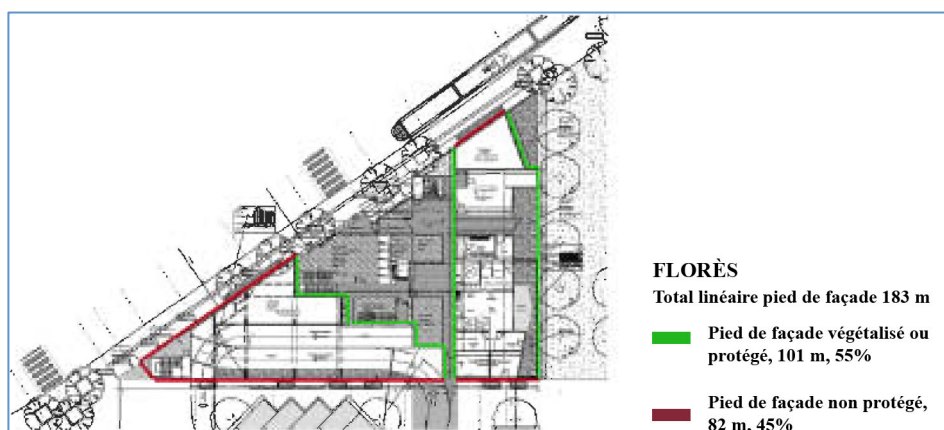 FLORÈS
Total linéaire pied de façade 183 m
Pied de façade végétalisé ou
protégé, 101 m, 55%
Pied de façade non protégé,
82 m, 45%